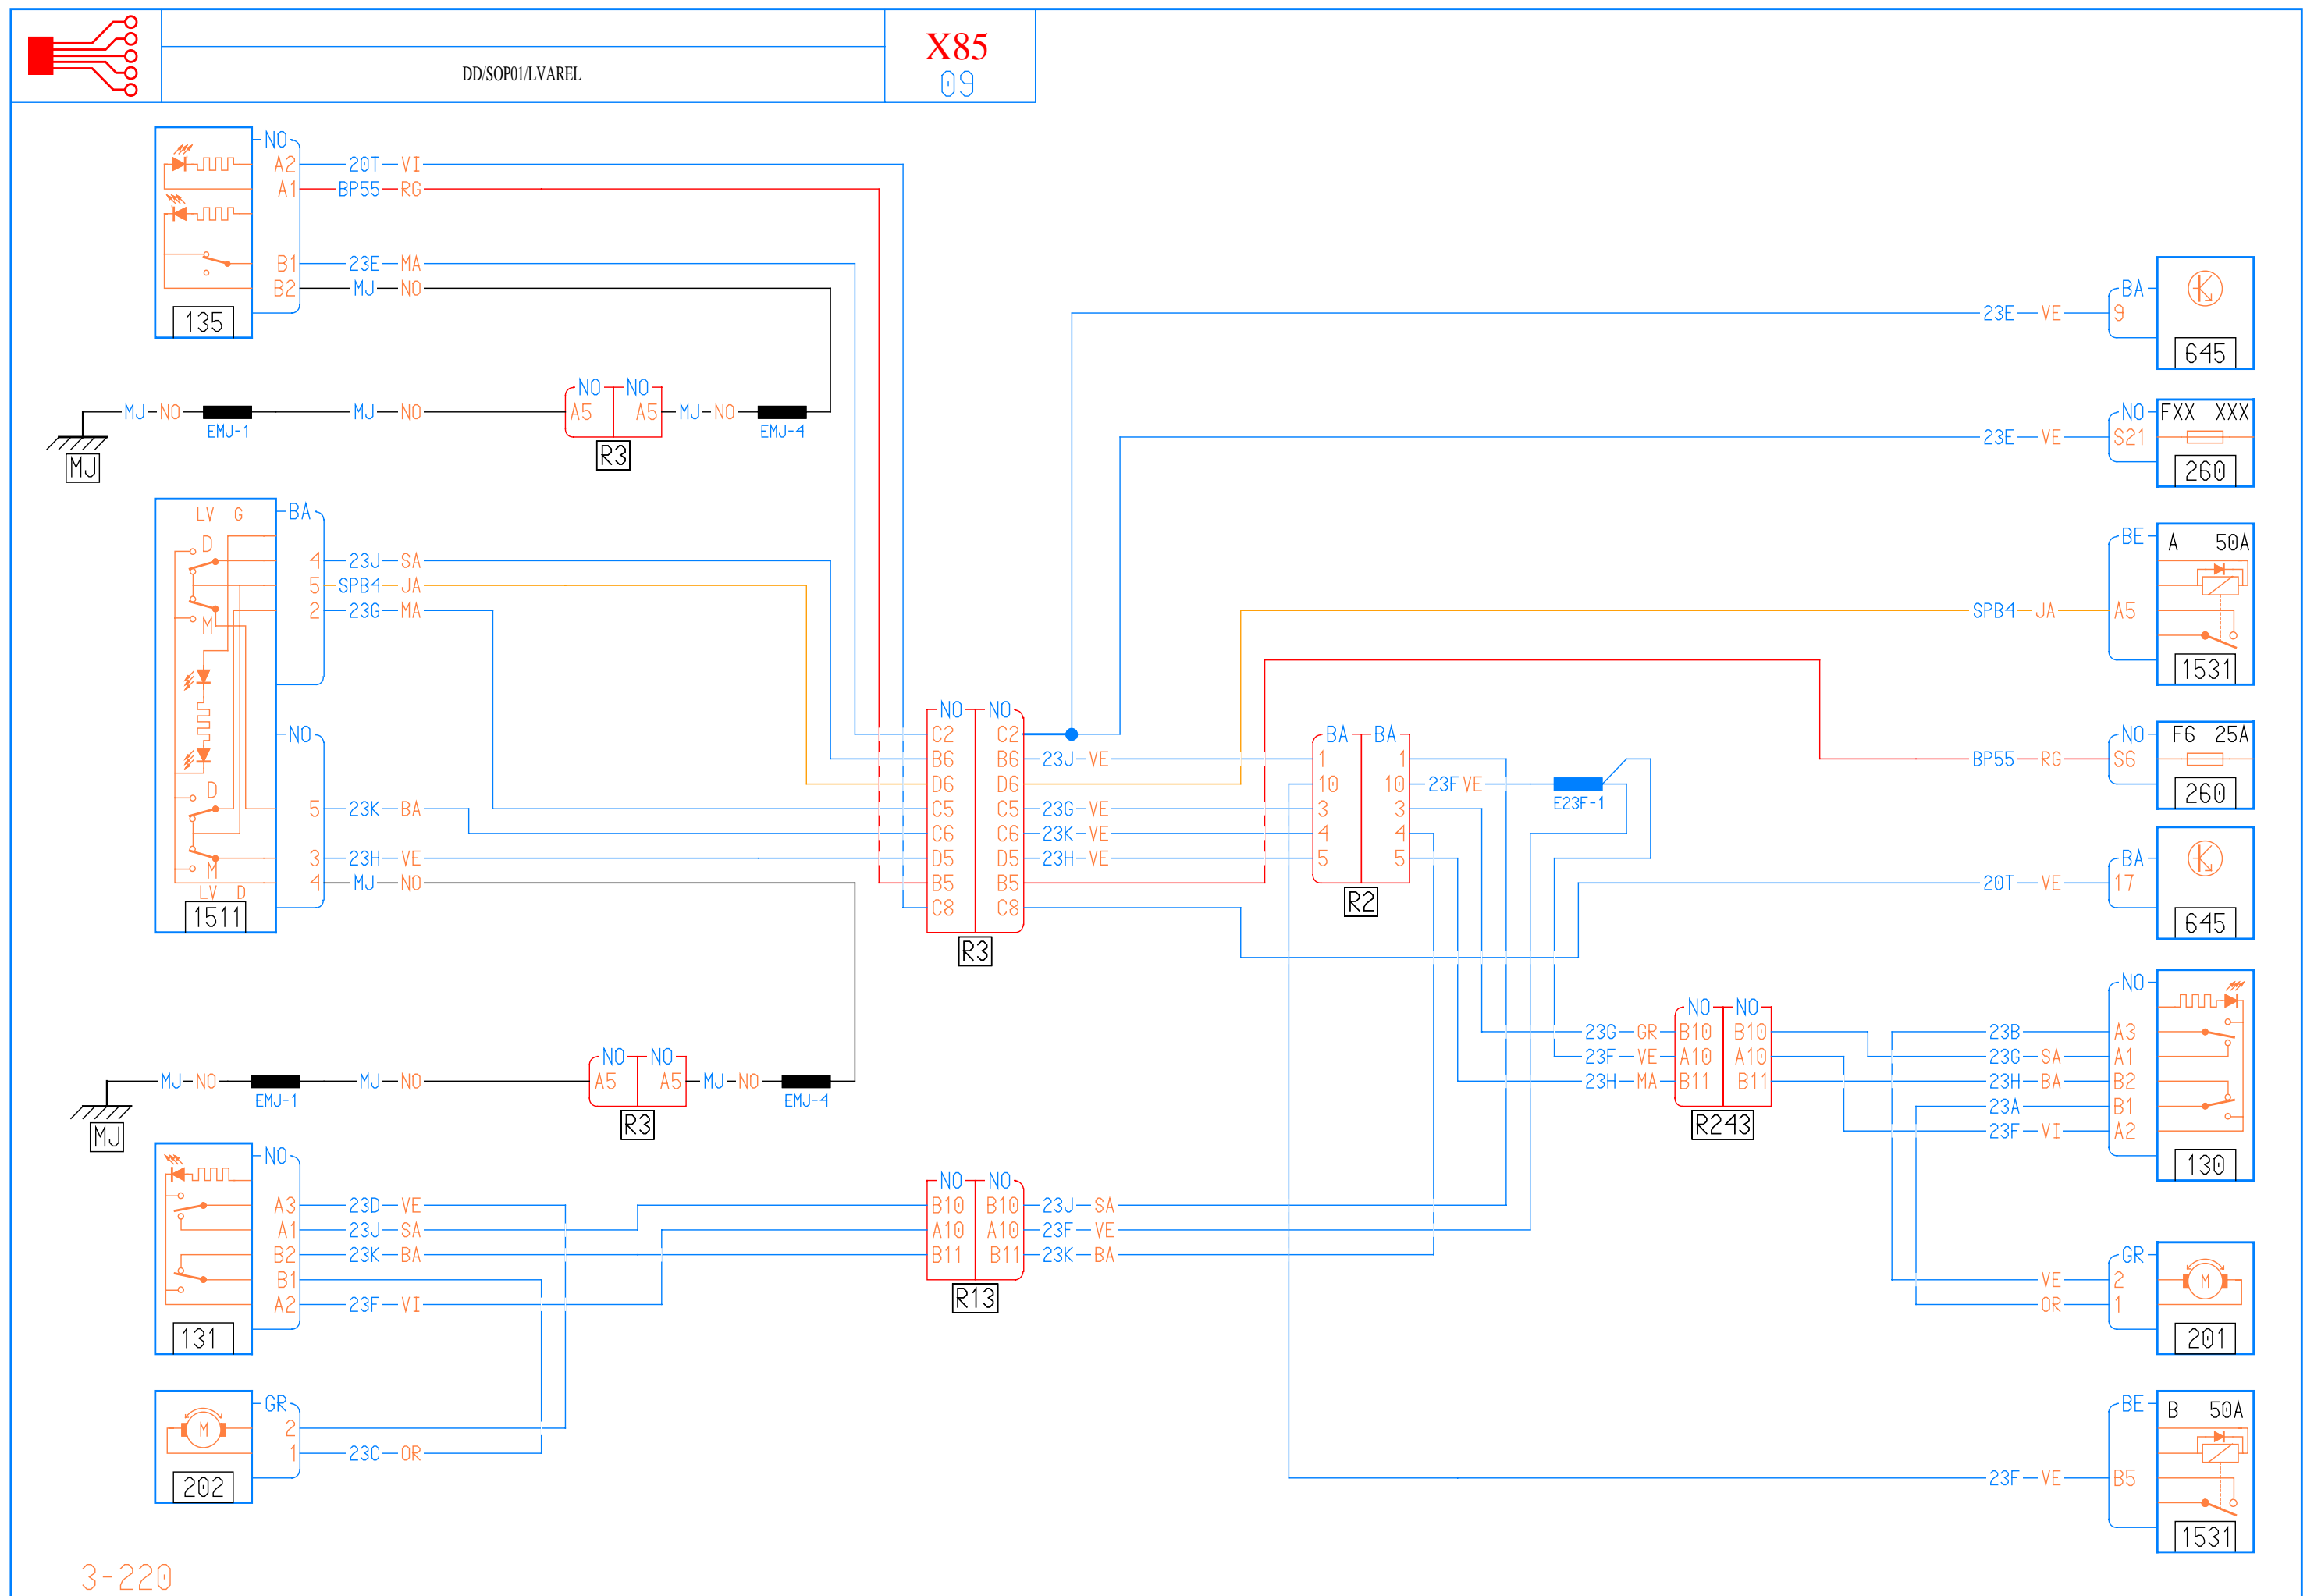 X85
DD/SOP01/LVAREL
09
NO
A2 20T VI
A1 BP55 RG
B1 23E MA
B2 MJ NO
135
BA
23E VE 9
645
MJ NO EMJ-1 MJ NO
NO NO
A5 A5 MJ NO EMJ-4
R3
MJ
NO FXX XXX
23E VE S21
260
LV G BA
D
4 23J SA
5 SPB4 JA
2 23G MA
M
NO
D
5 23K BA
3 23H VE
4 MJ NO
M
LV D
1511
BE A 50A
SPB4 JA A5
1531
NO NO
C2 C2
B6 B6 23J VE
D6 D6
C5 C5 23G VE
C6 C6 23K VE
D5 D5 23H VE
B5 B5
C8 C8
R3
BA BA
1 1
10 10 23F VE E23F-1
3 3
4 4
5 5
R2
NO F6 25A
BP55 RG S6
260
BA
20T VE 17
645
NO NO
23G GR B10 B10
23F VE A10 A10
23H MA B11 B11
R243
NO
23B A3
23G SA A1
23H BA B2
23A B1
23F VI A2
130
MJ NO EMJ-1 MJ NO
NO NO
A5 A5 MJ NO EMJ-4
R3
MJ
NO
A3 23D VE
A1 23J SA
B2 23K BA
B1
A2 23F VI
131
NO NO
B10 B10 23J SA
A10 A10 23F VE
B11 B11 23K BA
R13
GR
VE 2
OR 1
M
201
GR
2
1 23C OR
M
202
BE B 50A
23F VE B5
1531
3-220